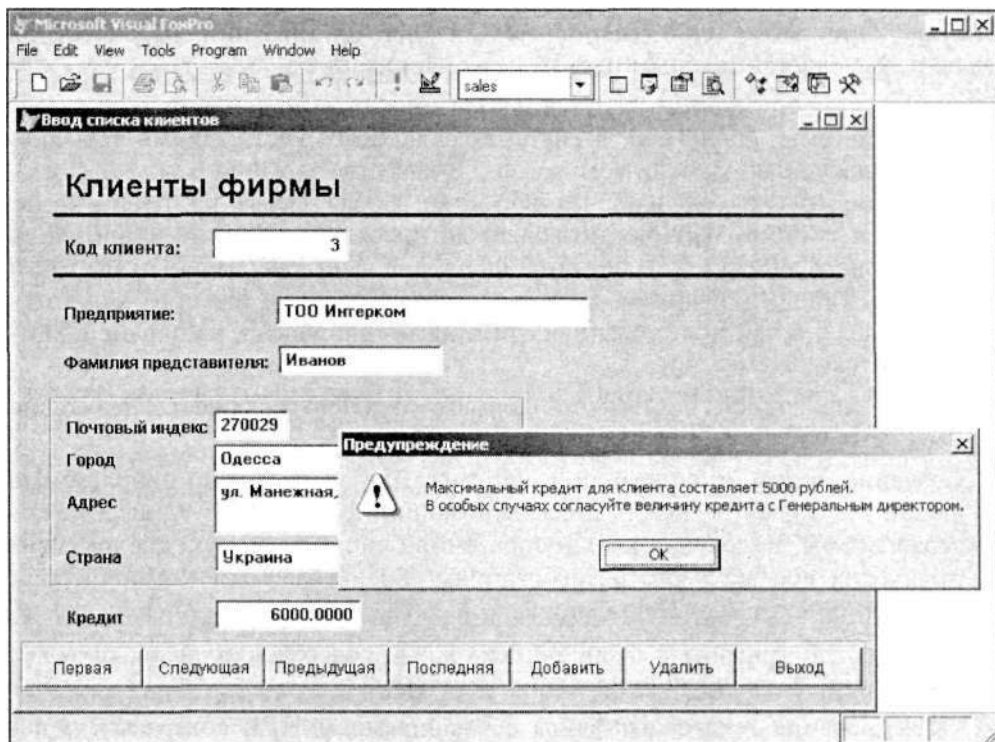 Microsoft Visual FoxPro
File Edit View Tools Program Window Help
sales
Ввод списка клиентов
Клиенты фирмы
Код клиента: 3
Предприятие: ТОО Интерком
Фамилия представителя: Иванов
Почтовый индекс 270029
Город Одесса
Адрес ул. Манежная,
Страна Украина
Кредит 6000.0000
Предупреждение
Максимальный кредит для клиента составляет 5000 рублей.
В особых случаях согласуйте величину кредита с Генеральным директором.
OK
Первая Следующая Предыдущая Последняя Добавить Удалить Выход